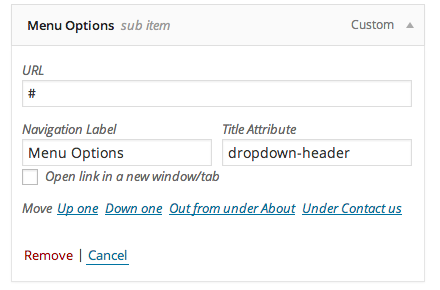 Menu Options sub item Custom
URL
#
Navigation Label Title Attribute
Menu Options dropdown-header
Open link in a new window/tab
Move Up one Down one Out from under About Under Contact us
Remove | Cancel